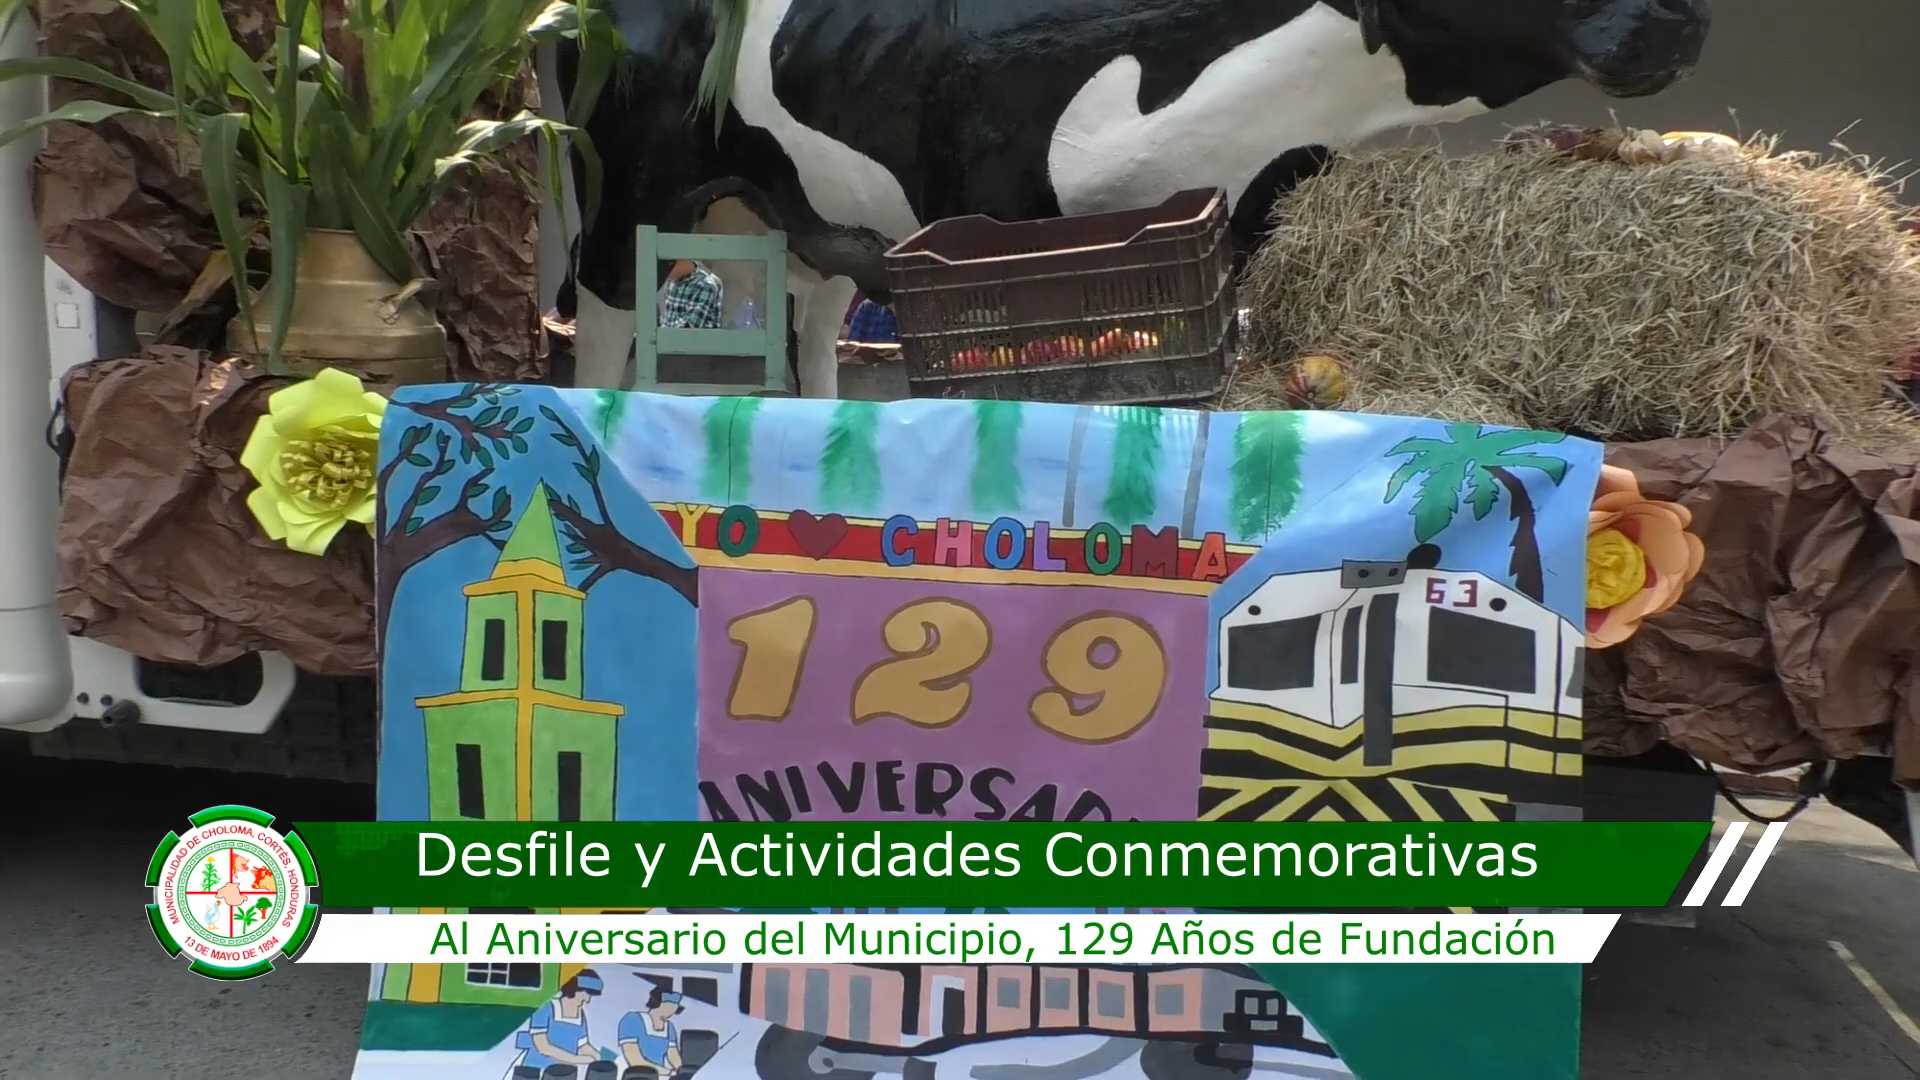 YO ♥ CHOLOMA
63
129
ANIVERSAR
Desfile y Actividades Conmemorativas
Al Aniversario del Municipio, 129 Años de Fundación
MUNICIPALIDAD DE CHOLOMA, CORTÉS, HONDURAS
13 DE MAYO DE 1894